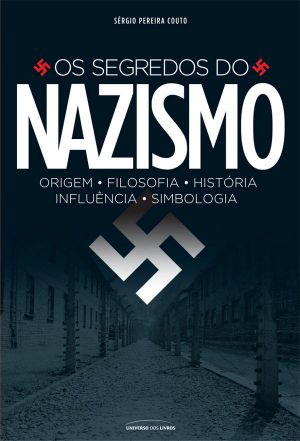 SÉRGIO PEREIRA COUTO
OS SEGREDOS DO
NAZISMO
ORIGEM • FILOSOFIA • HISTÓRIA
INFLUÊNCIA • SIMBOLOGIA
UNIVERSO DOS LIVROS